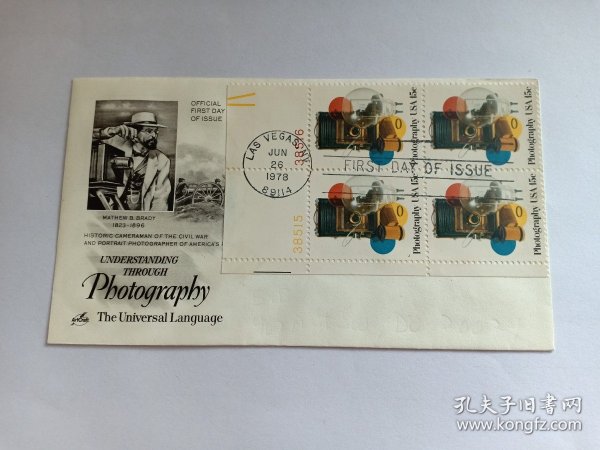 OFFICIAL
FIRST DAY
OF ISSUE
MATHEW B. BRADY
1823-1896
HISTORIC CAMERAMAN OF THE CIVIL WAR
AND PORTRAIT-PHOTOGRAPHER OF AMERICA'S
UNDERSTANDING
THROUGH
Photography
ArtCraft
The Universal Language
38516
38515
LAS VEGAS, NV
JUN
26
1978
89114
FIRST DAY OF ISSUE
Photography USA 15c
Photography USA 15c
Photography USA 15c
Photography USA 15c
孔夫子旧书网
www.kongfz.com